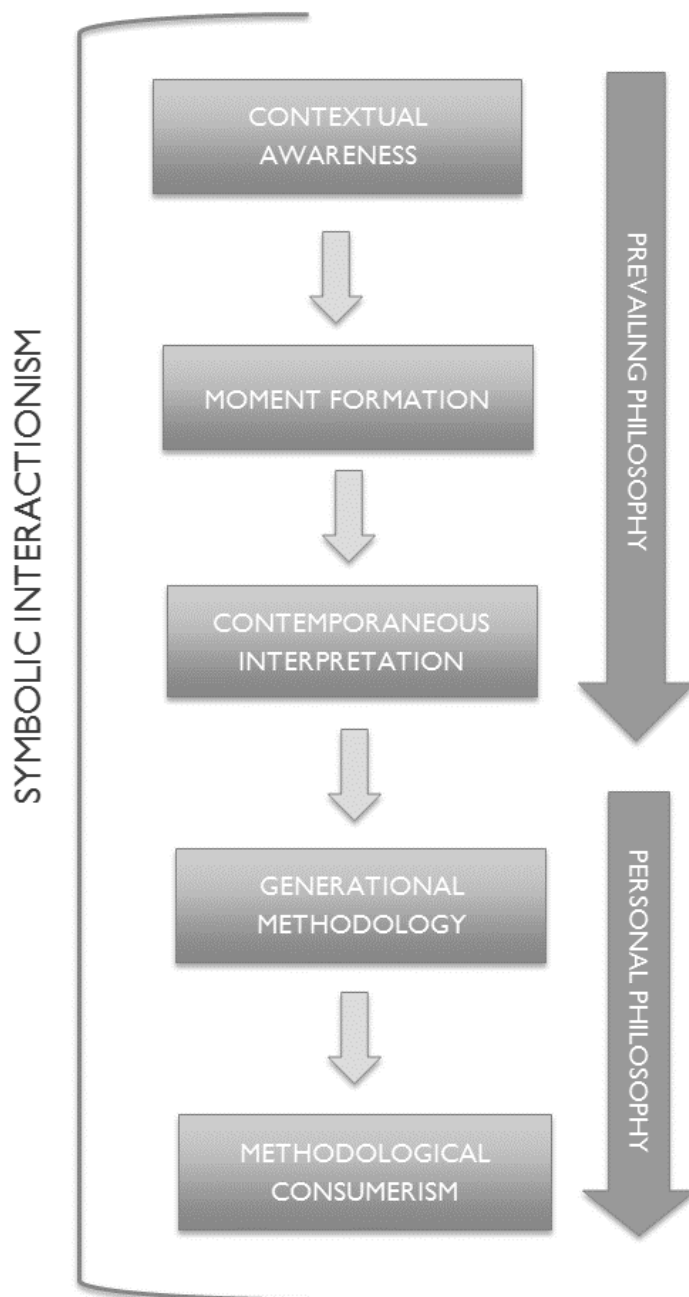 SYMBOLIC INTERACTIONISM
CONTEXTUAL
AWARENESS
MOMENT FORMATION
CONTEMPORANEOUS
INTERPRETATION
GENERATIONAL
METHODOLOGY
METHODOLOGICAL
CONSUMERISM
PREVAILING PHILOSOPHY
PERSONAL PHILOSOPHY